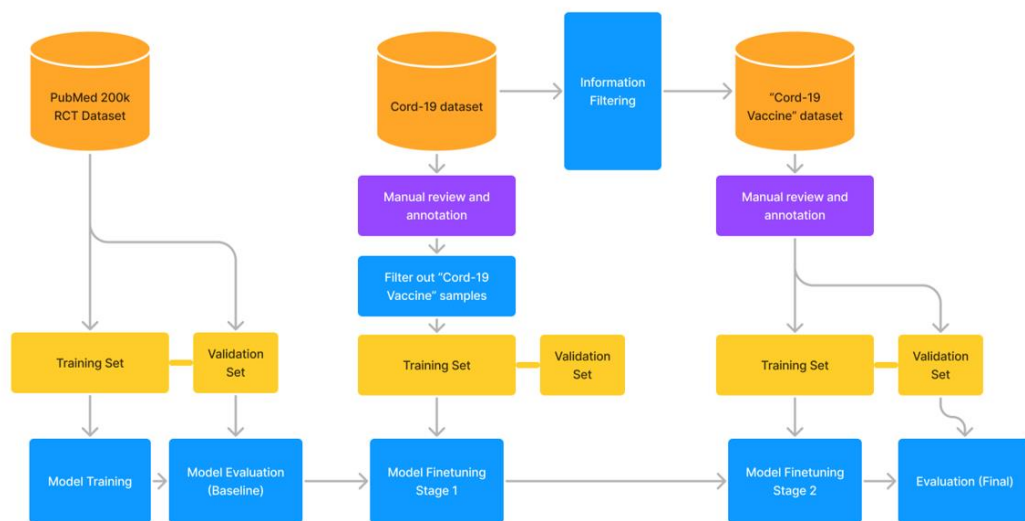 PubMed 200k
RCT Dataset
Cord-19 dataset
Information
Filtering
"Cord-19
Vaccine" dataset
Manual review and
annotation
Manual review and
annotation
Filter out "Cord-19
Vaccine" samples
Training Set
Validation
Set
Training Set
Validation
Set
Training Set
Validation
Set
Model Training
Model Evaluation
(Baseline)
Model Finetuning
Stage 1
Model Finetuning
Stage 2
Evaluation (Final)